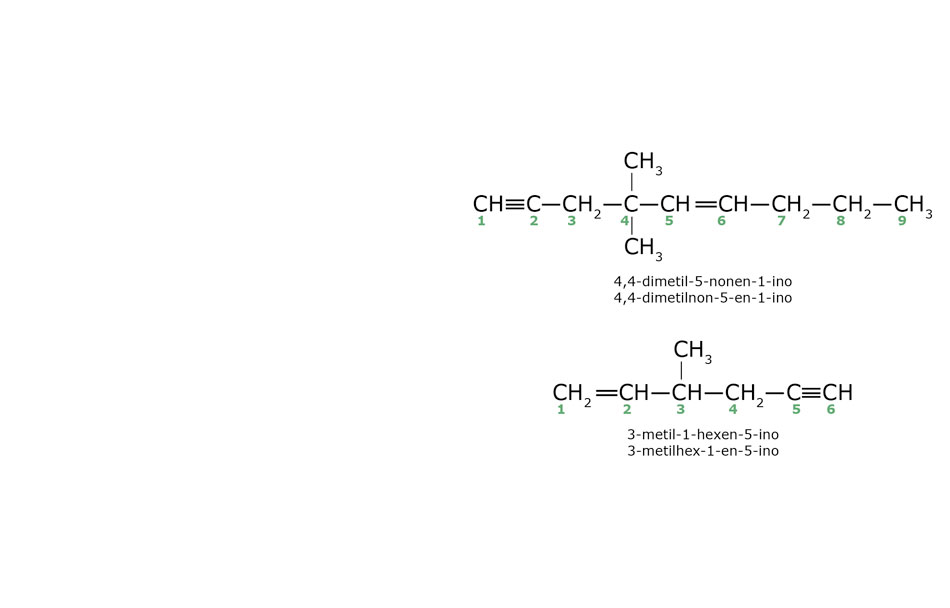 CH₃
CH≡C—CH₂—C—CH=CH—CH₂—CH₂—CH₃
1 2 3 4 5 6 7 8 9
CH₃
4,4-dimetil-5-nonen-1-ino
4,4-dimetilnon-5-en-1-ino
CH₃
CH₂=CH—CH—CH₂—C≡CH
1 2 3 4 5 6
3-metil-1-hexen-5-ino
3-metilhex-1-en-5-ino